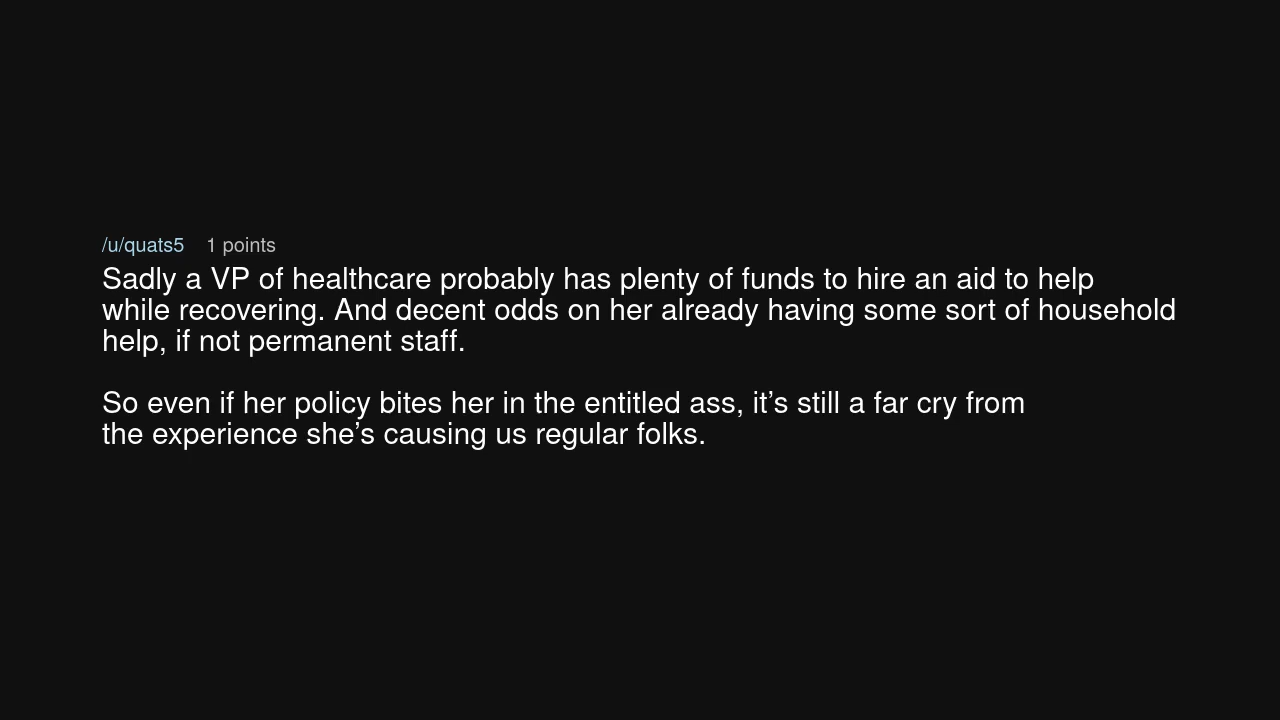 /u/quats5 1 points
Sadly a VP of healthcare probably has plenty of funds to hire an aid to help
while recovering. And decent odds on her already having some sort of household
help, if not permanent staff.
So even if her policy bites her in the entitled ass, it’s still a far cry from
the experience she’s causing us regular folks.